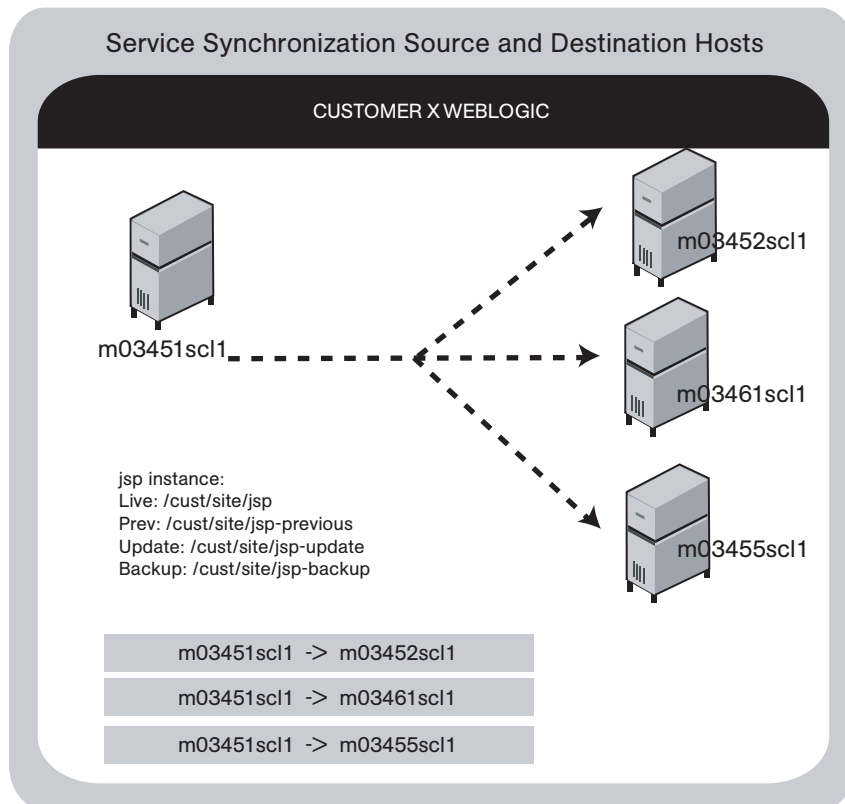 Service Synchronization Source and Destination Hosts
CUSTOMER X WEBLOGIC
m03452scl1
m03451scl1
m03461scl1
m03455scl1
jsp instance:
Live: /cust/site/jsp
Prev: /cust/site/jsp-previous
Update: /cust/site/jsp-update
Backup: /cust/site/jsp-backup
m03451scl1 -> m03452scl1
m03451scl1 -> m03461scl1
m03451scl1 -> m03455scl1